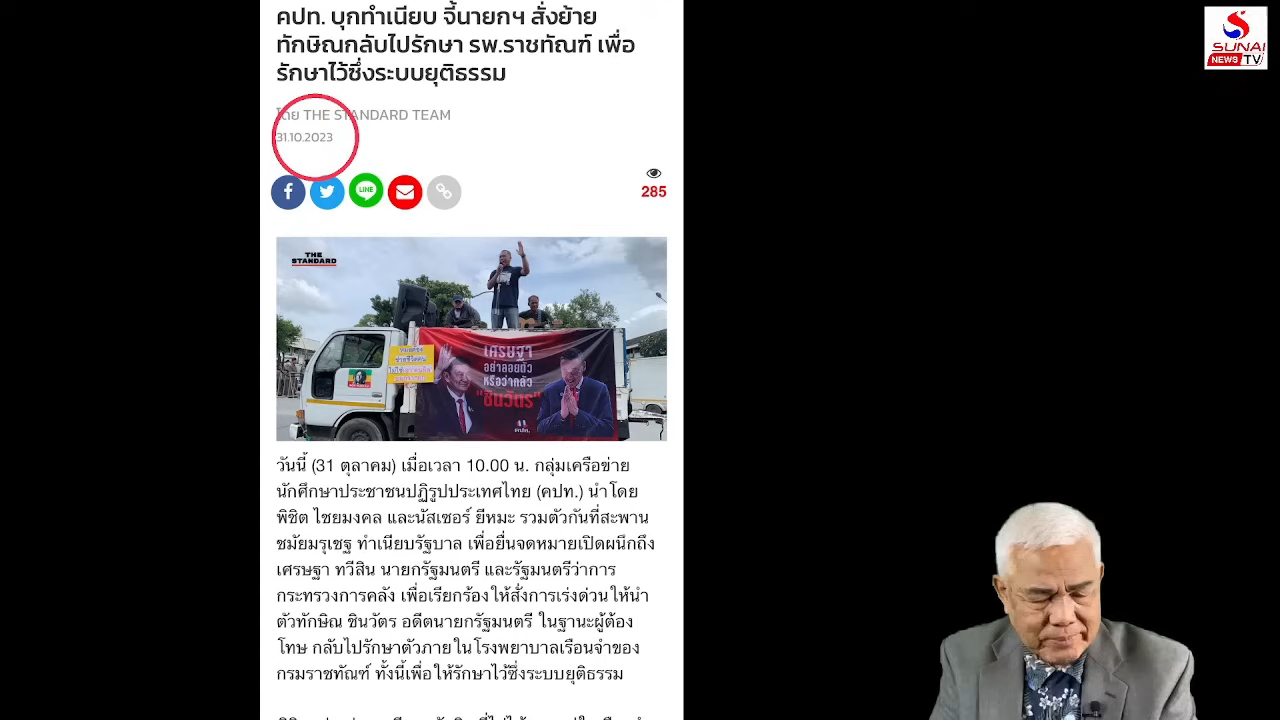 คปท. บุกทำเนียบ จี้นายกฯ สั่งย้าย
ทักษิณกลับไปรักษา รพ.ราชทัณฑ์ เพื่อ
รักษาไว้ซึ่งระบบยุติธรรม
โดย THE STANDARD TEAM
31.10.2023
285
LINE
THE
STANDARD
เศรษฐา
อย่าลอยตัว
หรือว่ากลัว
"ชินวัตร"
วันนี้ (31 ตุลาคม) เมื่อเวลา 10.00 น. กลุ่มเครือข่าย
นักศึกษาประชาชนปฏิรูปประเทศไทย (คปท.) นำโดย
พิชิต ไชยมงคล และนัสเซอร์ ยีหมะ รวมตัวกันที่สะพาน
ชมัยมรุเชฐ ทำเนียบรัฐบาล เพื่อยื่นจดหมายเปิดผนึกถึง
เศรษฐา ทวีสิน นายกรัฐมนตรี และรัฐมนตรีว่าการ
กระทรวงการคลัง เพื่อเรียกร้องให้สั่งการเร่งด่วนให้นำ
ตัวทักษิณ ชินวัตร อดีตนายกรัฐมนตรี ในฐานะผู้ต้อง
โทษ กลับไปรักษาตัวภายในโรงพยาบาลเรือนจำของ
กรมราชทัณฑ์ ทั้งนี้เพื่อให้รักษาไว้ซึ่งระบบยุติธรรม
SUNAI
NEWS TV